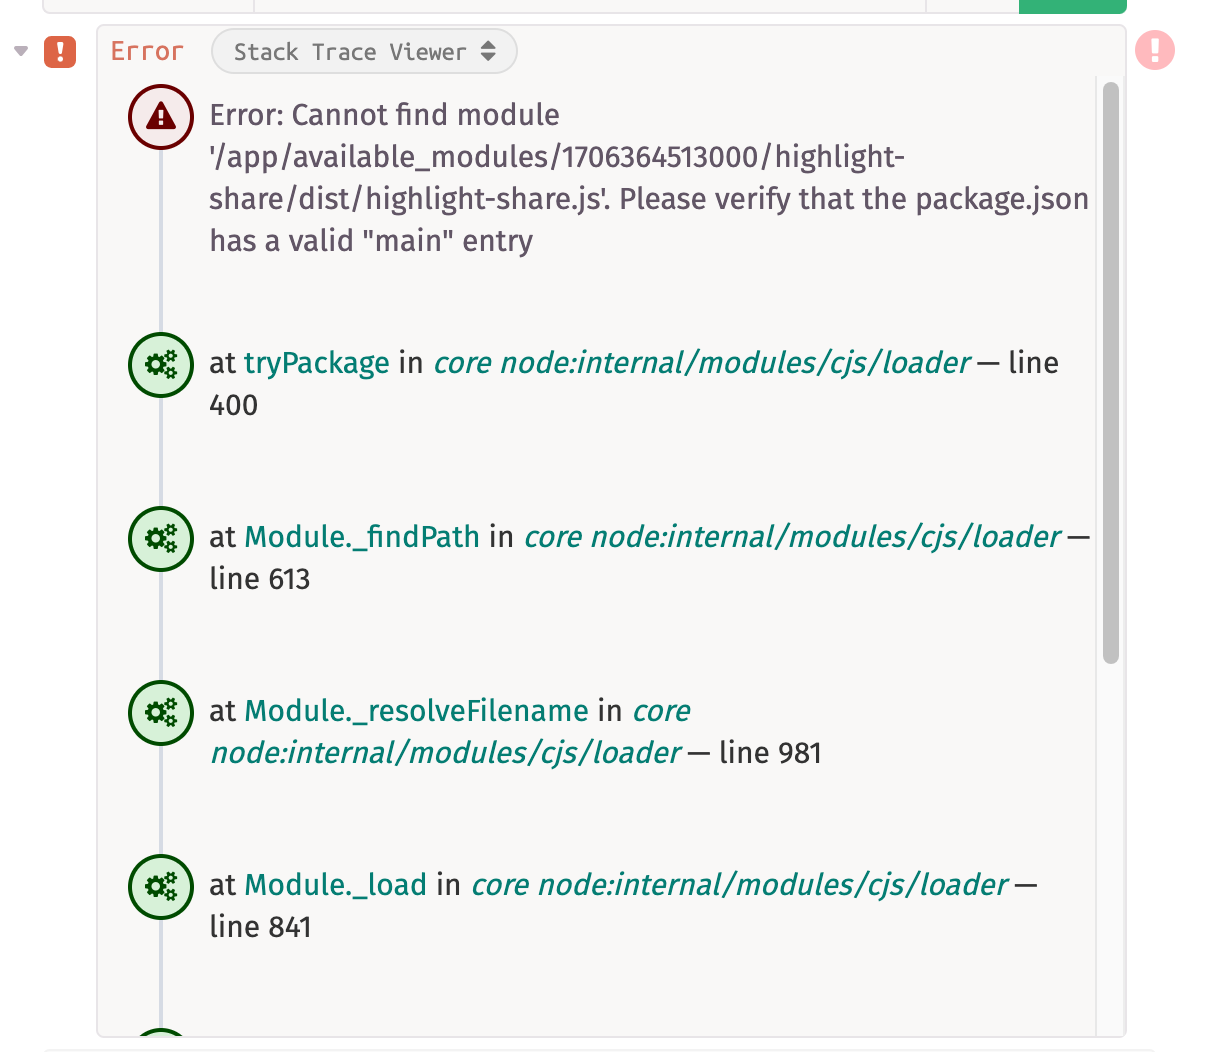 Error
Stack Trace Viewer
Error: Cannot find module
'/app/available_modules/1706364513000/highlight-
share/dist/highlight-share.js'. Please verify that the package.json
has a valid "main" entry
at tryPackage in core node:internal/modules/cjs/loader — line
400
at Module._findPath in core node:internal/modules/cjs/loader —
line 613
at Module._resolveFilename in core
node:internal/modules/cjs/loader — line 981
at Module._load in core node:internal/modules/cjs/loader —
line 841